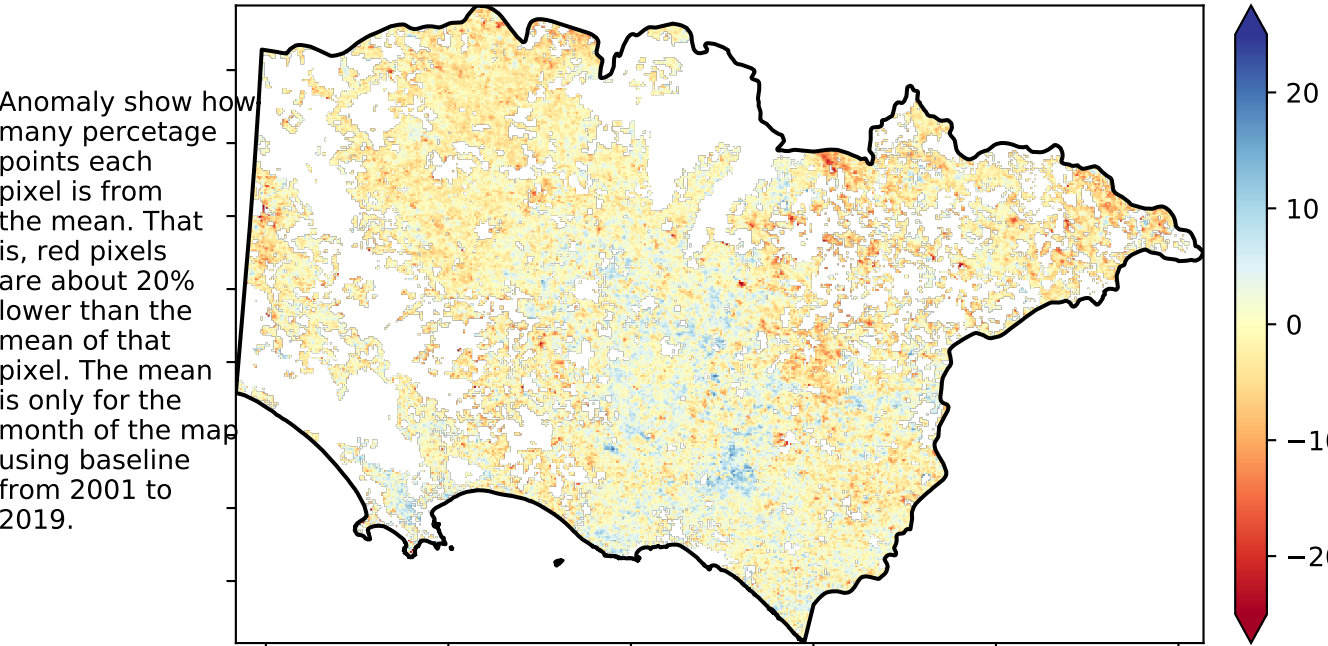 Anomaly show how
many percetage
points each
pixel is from
the mean. That
is, red pixels
are about 20%
lower than the
mean of that
pixel. The mean
is only for the
month of the map
using baseline
from 2001 to
2019.
20
10
0
−10
−20